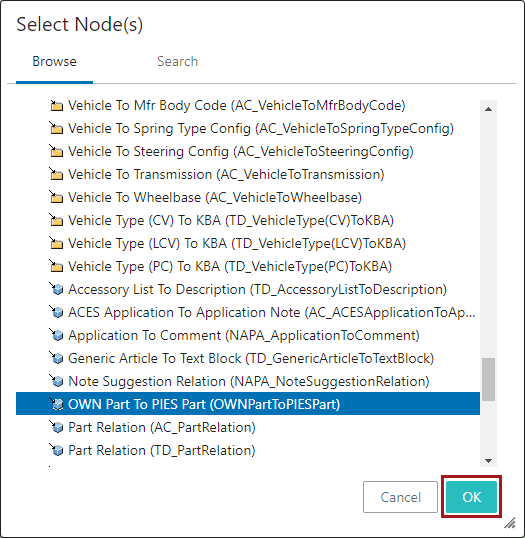 Select Node(s)
Browse Search
Vehicle To Mfr Body Code (AC_VehicleToMfrBodyCode)
Vehicle To Spring Type Config (AC_VehicleToSpringTypeConfig)
Vehicle To Steering Config (AC_VehicleToSteeringConfig)
Vehicle To Transmission (AC_VehicleToTransmission)
Vehicle To Wheelbase (AC_VehicleToWheelbase)
Vehicle Type (CV) To KBA (TD_VehicleType(CV)ToKBA)
Vehicle Type (LCV) To KBA (TD_VehicleType(LCV)ToKBA)
Vehicle Type (PC) To KBA (TD_VehicleType(PC)ToKBA)
Accessory List To Description (TD_AccessoryListToDescription)
ACES Application To Application Note (AC_ACESApplicationToAp...
Application To Comment (NAPA_ApplicationToComment)
Generic Article To Text Block (TD_GenericArticleToTextBlock)
Note Suggestion Relation (NAPA_NoteSuggestionRelation)
OWN Part To PIES Part (OWNPartToPIESPart)
Part Relation (AC_PartRelation)
Part Relation (TD_PartRelation)
Cancel OK